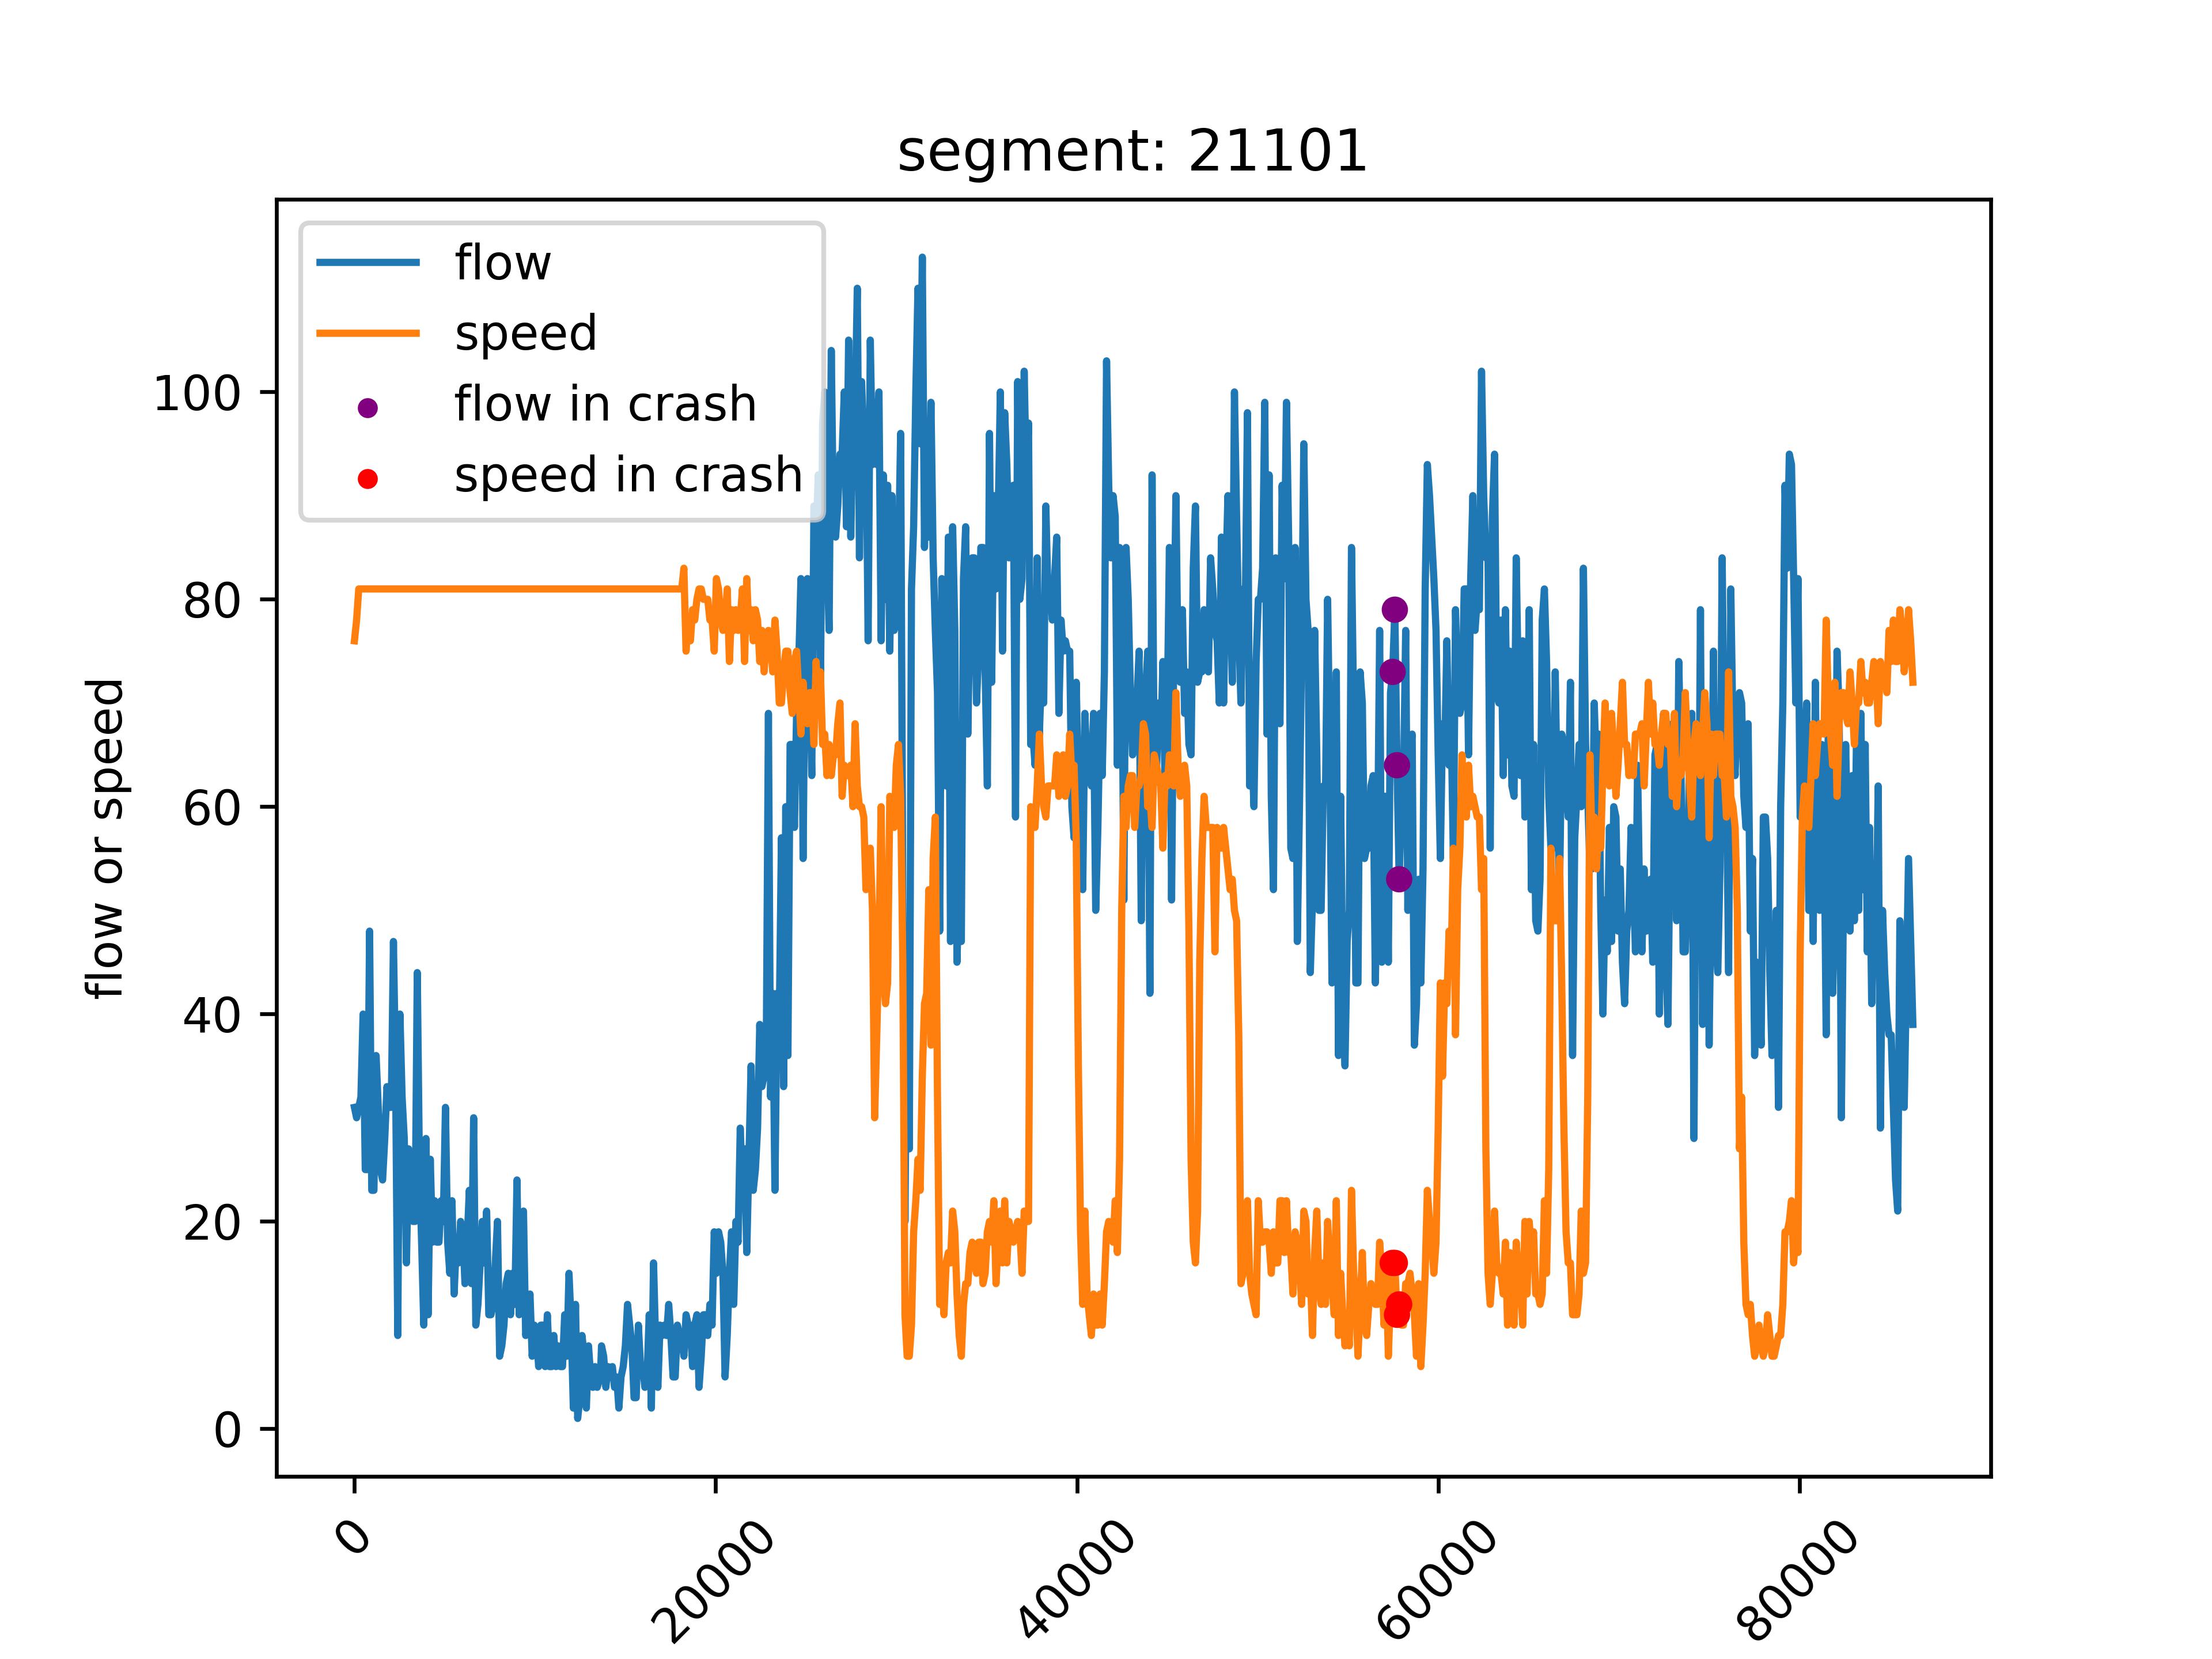 segment: 21101
flow
speed
flow in crash
speed in crash
flow or speed
100
80
60
40
20
0
0
20000
40000
60000
80000